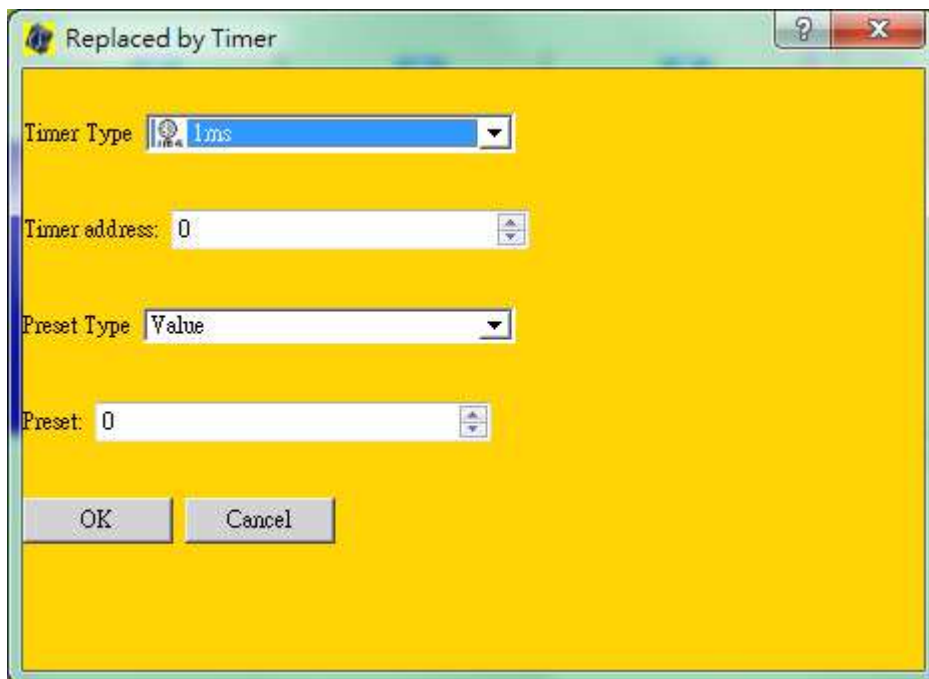 Replaced by Timer
Timer Type 1ms
Timer address: 0
Preset Type Value
Preset: 0
OK Cancel